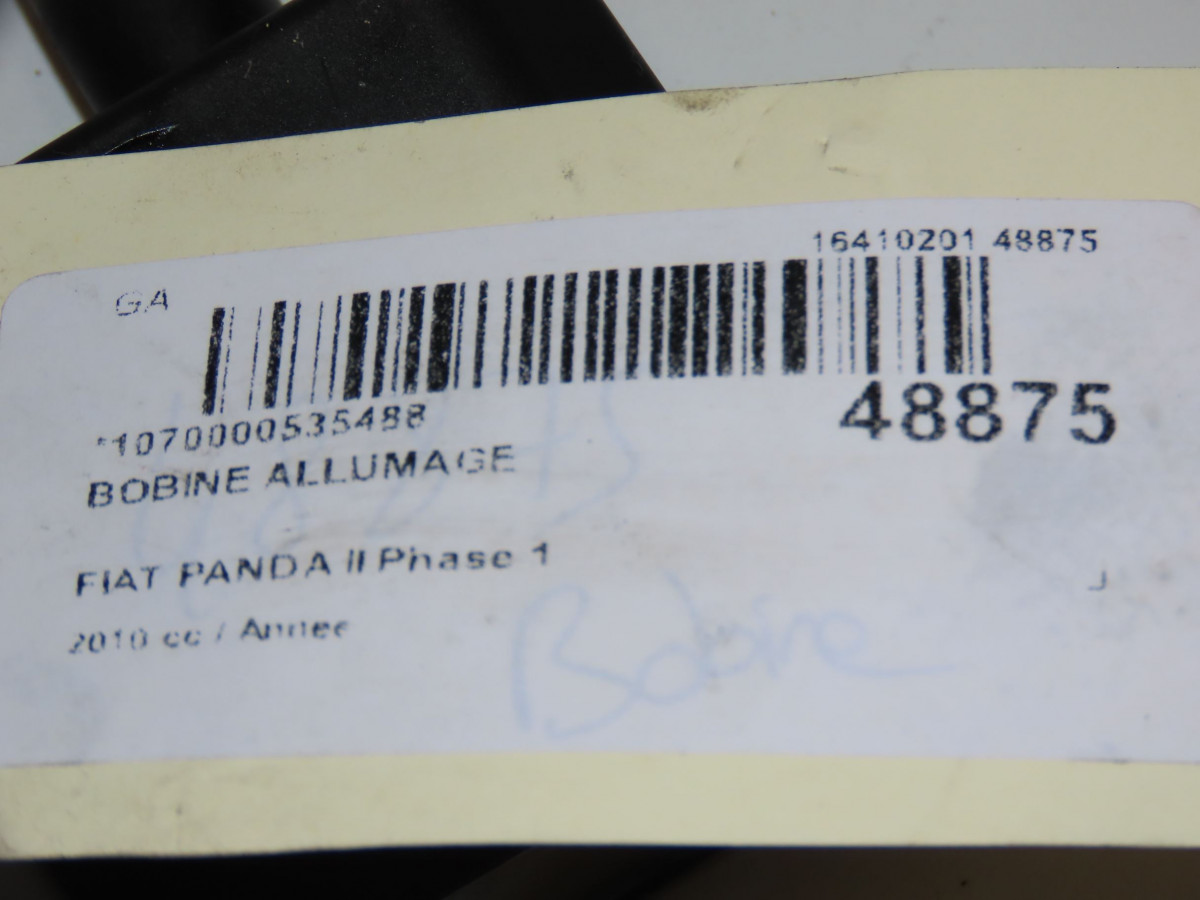 16410201 48875
GA
48875
*1070000535488
BOBINE ALLUMAGE
FIAT PANDA II Phase 1
2010 cc / Annee
J
Bobine